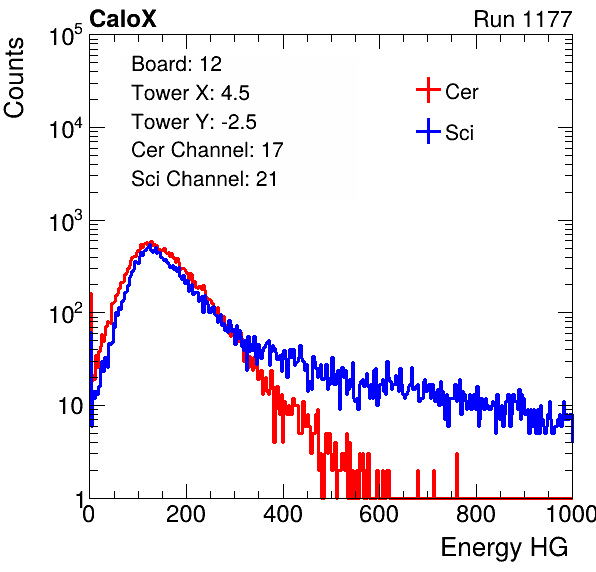 CaloX Run 1177
Counts
10^5
10^4
10^3
10^2
10
1
Board: 12
Tower X: 4.5
Tower Y: -2.5
Cer Channel: 17
Sci Channel: 21
Cer
Sci
0 200 400 600 800 1000
Energy HG